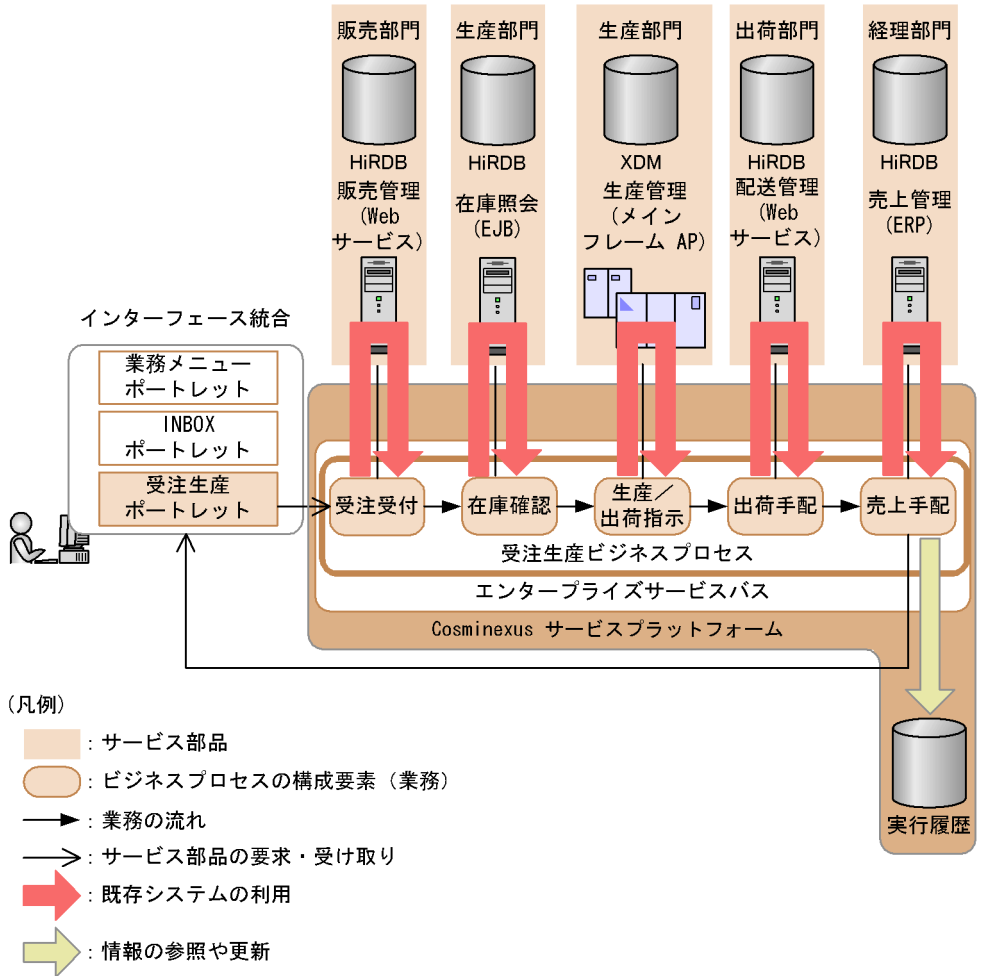 販売部門
生産部門
生産部門
出荷部門
経理部門
HiRDB
HiRDB
XDM
HiRDB
HiRDB
販売管理
(Web
サービス)
在庫照会
(EJB)
生産管理
(メイン
フレーム AP)
配送管理
(Web
サービス)
売上管理
(ERP)
インターフェース統合
業務メニュー
ポートレット
INBOX
ポートレット
受注生産
ポートレット
受注受付
在庫確認
生産／
出荷指示
出荷手配
売上手配
受注生産ビジネスプロセス
エンタープライズサービスバス
Cosminexus サービスプラットフォーム
実行履歴
(凡例)
：サービス部品
：ビジネスプロセスの構成要素（業務）
：業務の流れ
：サービス部品の要求・受け取り
：既存システムの利用
：情報の参照や更新